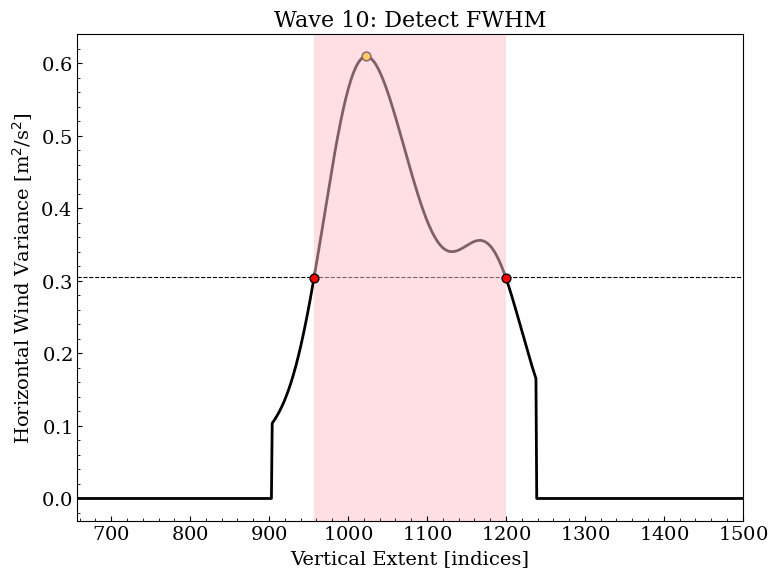 Wave 10: Detect FWHM
Horizontal Wind Variance [m²/s²]
0.6
0.5
0.4
0.3
0.2
0.1
0.0
700 800 900 1000 1100 1200 1300 1400 1500
Vertical Extent [indices]